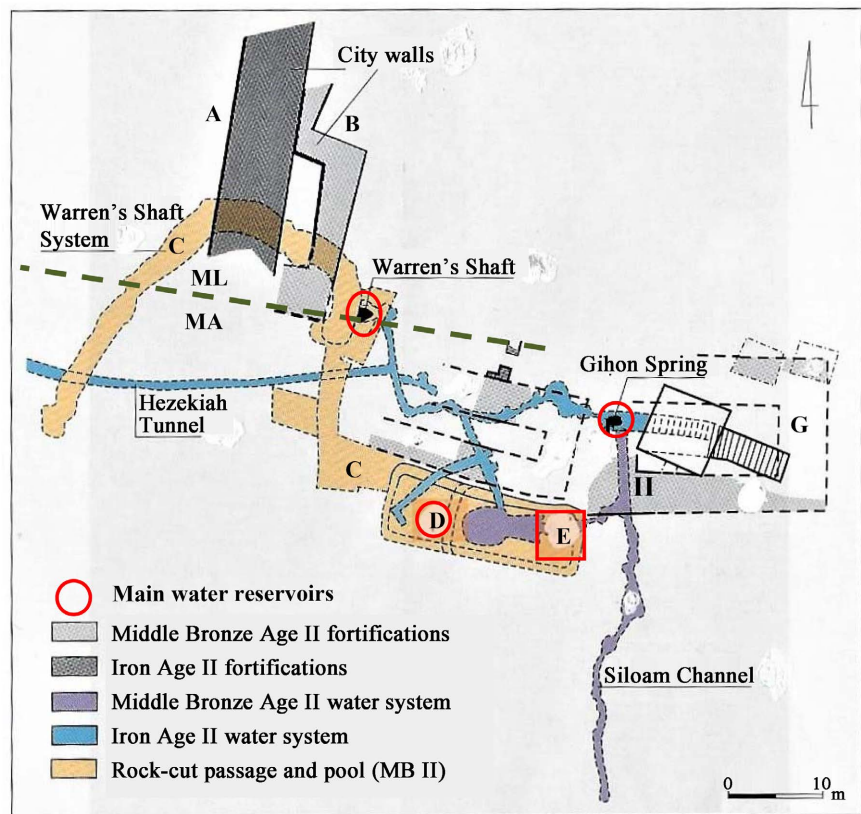 City walls
A
B
Warren's Shaft
System
C
ML
Warren's Shaft
MA
Gihon Spring
Hezekiah
Tunnel
G
C
II
D
E
Main water reservoirs
Middle Bronze Age II fortifications
Iron Age II fortifications
Siloam Channel
Middle Bronze Age II water system
Iron Age II water system
Rock-cut passage and pool (MB II)
0 10
m